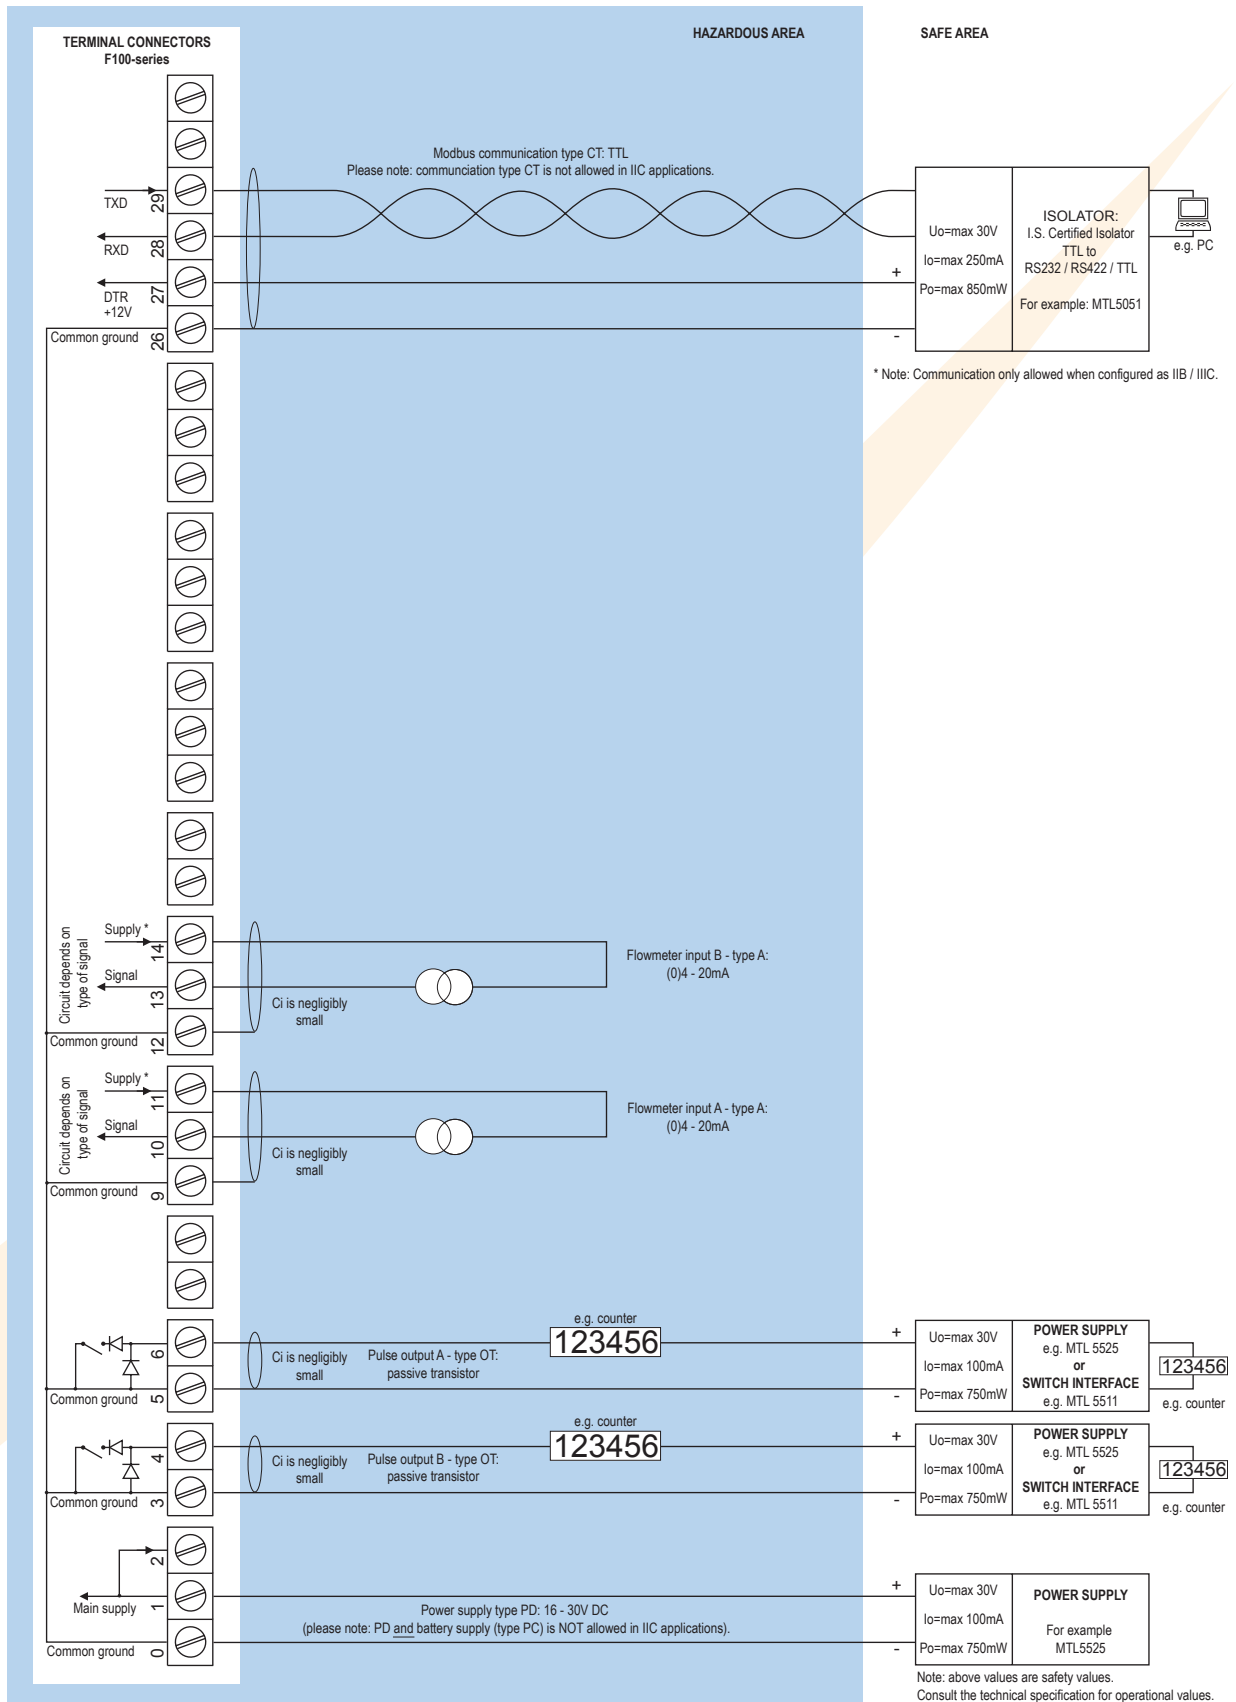 HAZARDOUS AREA
SAFE AREA
TERMINAL CONNECTORS
F100-series
Modbus communication type CT: TTL
Please note: communciation type CT is not allowed in IIC applications.
TXD
29
RXD
28
DTR
+12V
27
Common ground
26
+
-
Uo=max 30V
Io=max 250mA
Po=max 850mW
ISOLATOR:
I.S. Certified Isolator
TTL to
RS232 / RS422 / TTL
For example: MTL5051
e.g. PC
* Note: Communication only allowed when configured as IIB / IIIC.
Circuit depends on
type of signal
Supply *
14
Signal
13
Common ground
12
Ci is negligibly
small
Flowmeter input B - type A:
(0)4 - 20mA
Circuit depends on
type of signal
Supply *
11
Signal
10
Common ground
9
Ci is negligibly
small
Flowmeter input A - type A:
(0)4 - 20mA
6
Common ground
5
Ci is negligibly
small
Pulse output A - type OT:
passive transistor
e.g. counter
123456
+
-
Uo=max 30V
Io=max 100mA
Po=max 750mW
POWER SUPPLY
e.g. MTL 5525
or
SWITCH INTERFACE
e.g. MTL 5511
123456
e.g. counter
4
Common ground
3
Ci is negligibly
small
Pulse output B - type OT:
passive transistor
e.g. counter
123456
+
-
Uo=max 30V
Io=max 100mA
Po=max 750mW
POWER SUPPLY
e.g. MTL 5525
or
SWITCH INTERFACE
e.g. MTL 5511
123456
e.g. counter
2
Main supply
1
Common ground
0
Power supply type PD: 16 - 30V DC
(please note: PD and battery supply (type PC) is NOT allowed in IIC applications).
+
-
Uo=max 30V
Io=max 100mA
Po=max 750mW
POWER SUPPLY
For example
MTL5525
Note: above values are safety values.
Consult the technical specification for operational values.